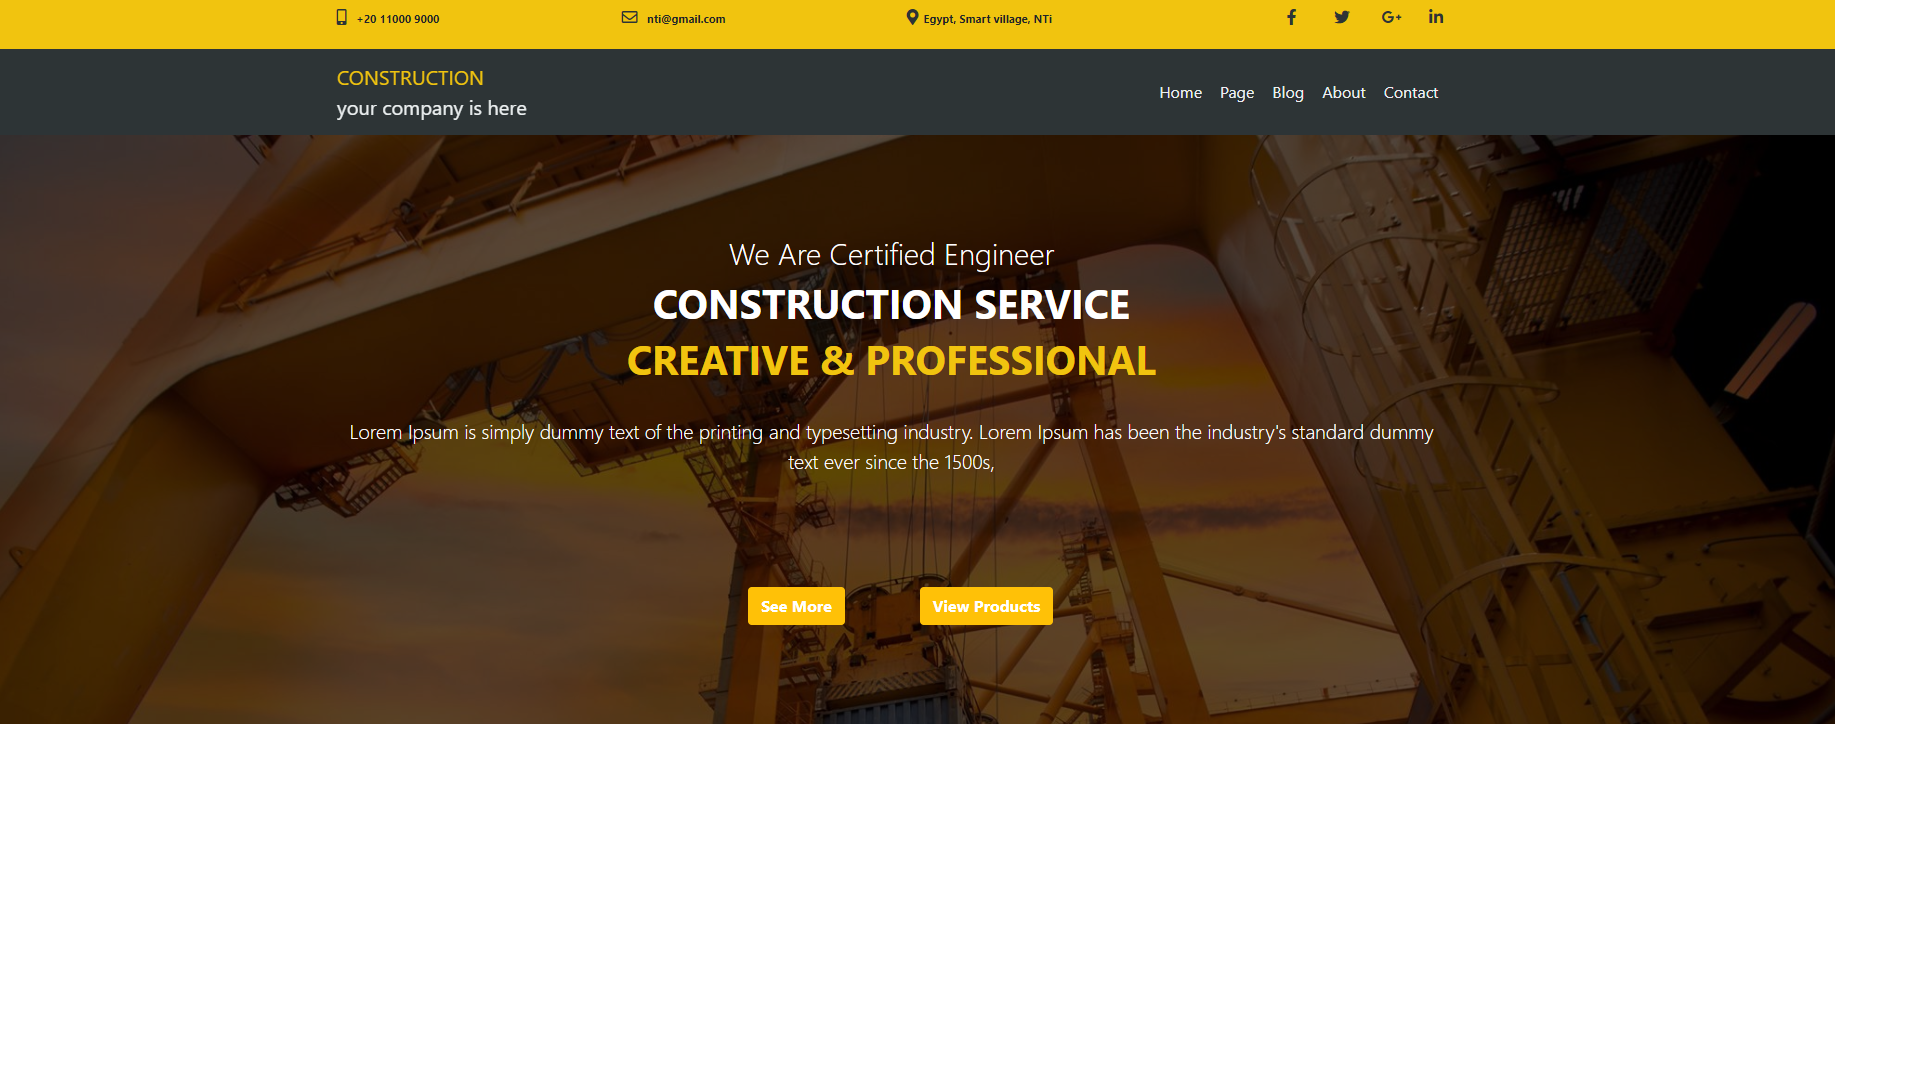 +20 11000 9000
nti@gmail.com
Egypt, Smart village, NTi
CONSTRUCTION
your company is here
Home Page Blog About Contact
We Are Certified Engineer
CONSTRUCTION SERVICE
CREATIVE & PROFESSIONAL
Lorem Ipsum is simply dummy text of the printing and typesetting industry. Lorem Ipsum has been the industry's standard dummy
text ever since the 1500s,
See More
View Products